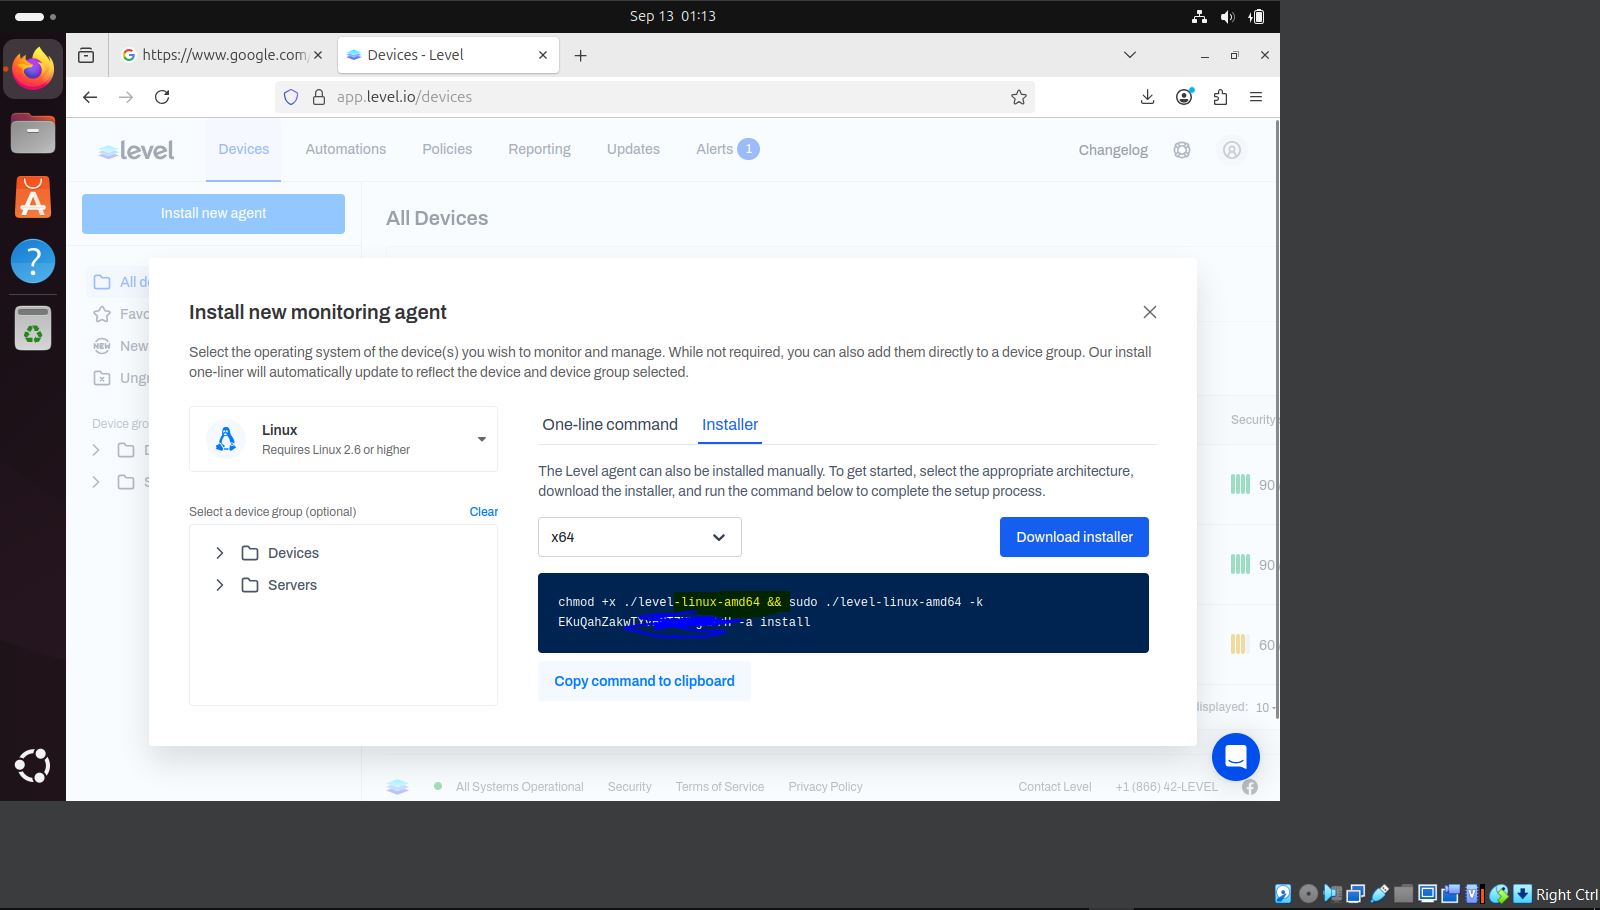 Sep 13 01:13
https://www.google.com/
Devices - Level
app.level.io/devices
level
Devices
Automations
Policies
Reporting
Updates
Alerts 1
Changelog
Install new agent
All Devices
All d
Favo
NEW New
Ungr
Device gro
Security
90
90
60
Install new monitoring agent
Select the operating system of the device(s) you wish to monitor and manage. While not required, you can also add them directly to a device group. Our install
one-liner will automatically update to reflect the device and device group selected.
Linux
Requires Linux 2.6 or higher
Select a device group (optional)
Clear
Devices
Servers
One-line command
Installer
The Level agent can also be installed manually. To get started, select the appropriate architecture,
download the installer, and run the command below to complete the setup process.
x64
Download installer
chmod +x ./level-linux-amd64 && sudo ./level-linux-amd64 -k
-a install
Copy command to clipboard
displayed: 10
All Systems Operational
Security
Terms of Service
Privacy Policy
Contact Level
+1 (866) 42-LEVEL
Right Ctrl